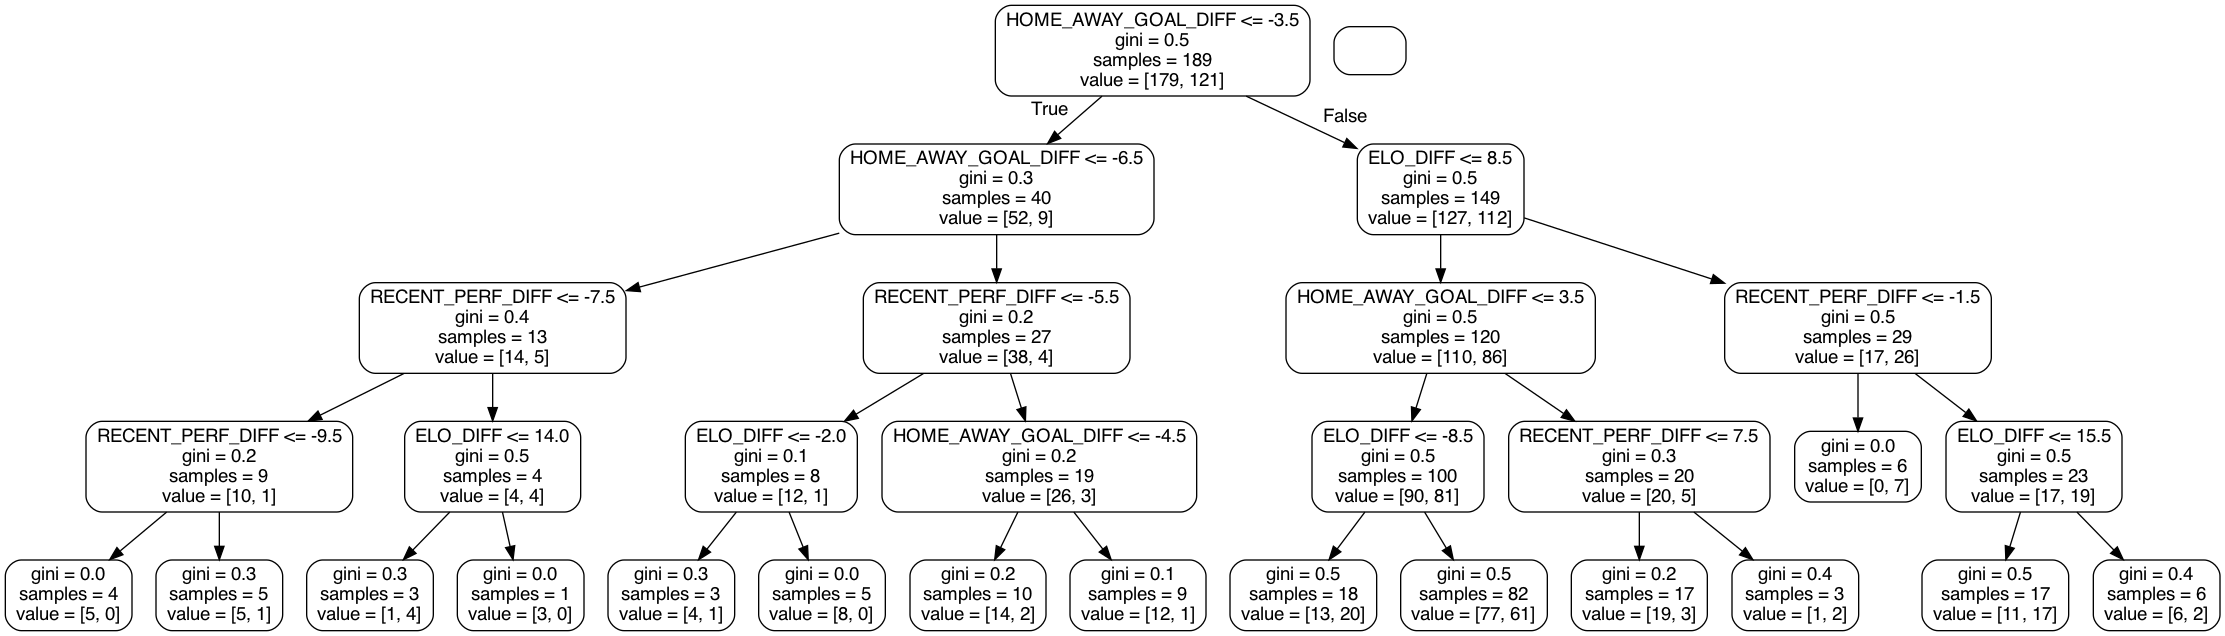 HOME_AWAY_GOAL_DIFF <= -3.5
gini = 0.5
samples = 189
value = [179, 121]
True
False
HOME_AWAY_GOAL_DIFF <= -6.5
gini = 0.3
samples = 40
value = [52, 9]
ELO_DIFF <= 8.5
gini = 0.5
samples = 149
value = [127, 112]
RECENT_PERF_DIFF <= -7.5
gini = 0.4
samples = 13
value = [14, 5]
RECENT_PERF_DIFF <= -5.5
gini = 0.2
samples = 27
value = [38, 4]
HOME_AWAY_GOAL_DIFF <= 3.5
gini = 0.5
samples = 120
value = [110, 86]
RECENT_PERF_DIFF <= -1.5
gini = 0.5
samples = 29
value = [17, 26]
RECENT_PERF_DIFF <= -9.5
gini = 0.2
samples = 9
value = [10, 1]
ELO_DIFF <= 14.0
gini = 0.5
samples = 4
value = [4, 4]
ELO_DIFF <= -2.0
gini = 0.1
samples = 8
value = [12, 1]
HOME_AWAY_GOAL_DIFF <= -4.5
gini = 0.2
samples = 19
value = [26, 3]
ELO_DIFF <= -8.5
gini = 0.5
samples = 100
value = [90, 81]
RECENT_PERF_DIFF <= 7.5
gini = 0.3
samples = 20
value = [20, 5]
gini = 0.0
samples = 6
value = [0, 7]
ELO_DIFF <= 15.5
gini = 0.5
samples = 23
value = [17, 19]
gini = 0.0
samples = 4
value = [5, 0]
gini = 0.3
samples = 5
value = [5, 1]
gini = 0.3
samples = 3
value = [1, 4]
gini = 0.0
samples = 1
value = [3, 0]
gini = 0.3
samples = 3
value = [4, 1]
gini = 0.0
samples = 5
value = [8, 0]
gini = 0.2
samples = 10
value = [14, 2]
gini = 0.1
samples = 9
value = [12, 1]
gini = 0.5
samples = 18
value = [13, 20]
gini = 0.5
samples = 82
value = [77, 61]
gini = 0.2
samples = 17
value = [19, 3]
gini = 0.4
samples = 3
value = [1, 2]
gini = 0.5
samples = 17
value = [11, 17]
gini = 0.4
samples = 6
value = [6, 2]